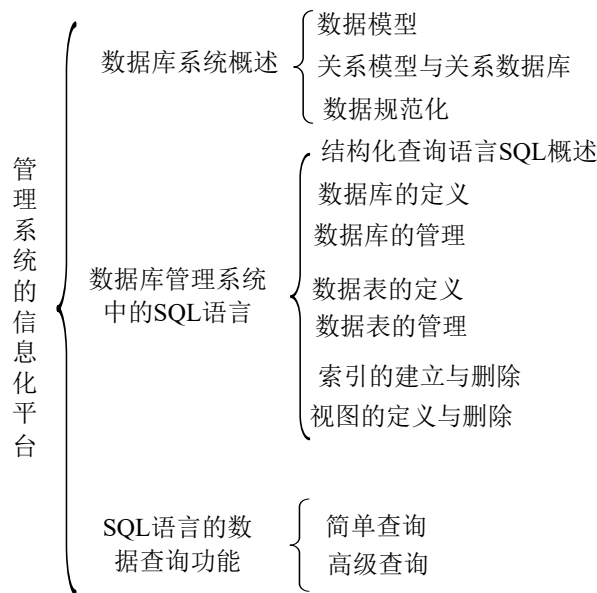 管理系统的信息化平台
数据库系统概述
数据模型
关系模型与关系数据库
数据规范化
数据库管理系统
中的SQL语言
结构化查询语言SQL概述
数据库的定义
数据库的管理
数据表的定义
数据表的管理
索引的建立与删除
视图的定义与删除
SQL语言的数
据查询功能
简单查询
高级查询